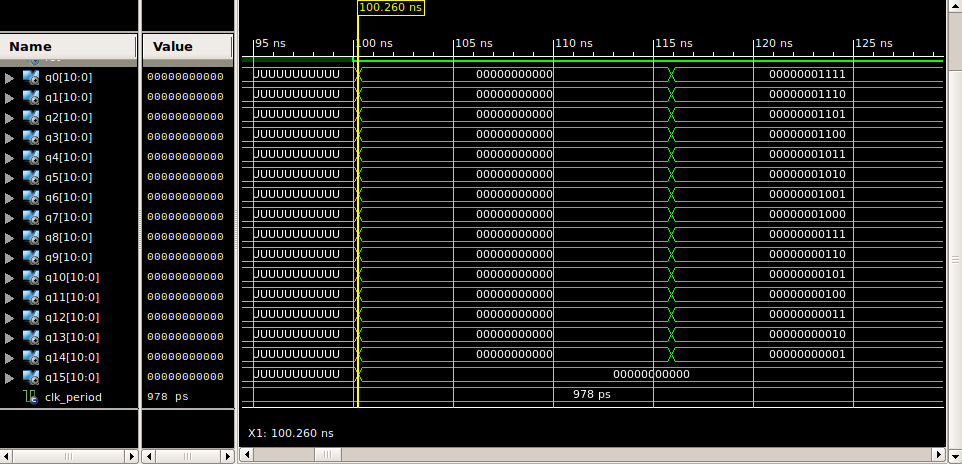 100.260 ns
Name Value 95 ns 100 ns 105 ns 110 ns 115 ns 120 ns 125 ns
q0[10:0] 00000000000 UUUUUUUUUUU 00000000000 00000001111
q1[10:0] 00000000000 UUUUUUUUUUU 00000000000 00000001110
q2[10:0] 00000000000 UUUUUUUUUUU 00000000000 00000001101
q3[10:0] 00000000000 UUUUUUUUUUU 00000000000 00000001100
q4[10:0] 00000000000 UUUUUUUUUUU 00000000000 00000001011
q5[10:0] 00000000000 UUUUUUUUUUU 00000000000 00000001010
q6[10:0] 00000000000 UUUUUUUUUUU 00000000000 00000001001
q7[10:0] 00000000000 UUUUUUUUUUU 00000000000 00000001000
q8[10:0] 00000000000 UUUUUUUUUUU 00000000000 00000000111
q9[10:0] 00000000000 UUUUUUUUUUU 00000000000 00000000110
q10[10:0] 00000000000 UUUUUUUUUUU 00000000000 00000000101
q11[10:0] 00000000000 UUUUUUUUUUU 00000000000 00000000100
q12[10:0] 00000000000 UUUUUUUUUUU 00000000000 00000000011
q13[10:0] 00000000000 UUUUUUUUUUU 00000000000 00000000010
q14[10:0] 00000000000 UUUUUUUUUUU 00000000000 00000000001
q15[10:0] 00000000000 UUUUUUUUUUU 00000000000
clk_period 978 ps 978 ps
X1: 100.260 ns